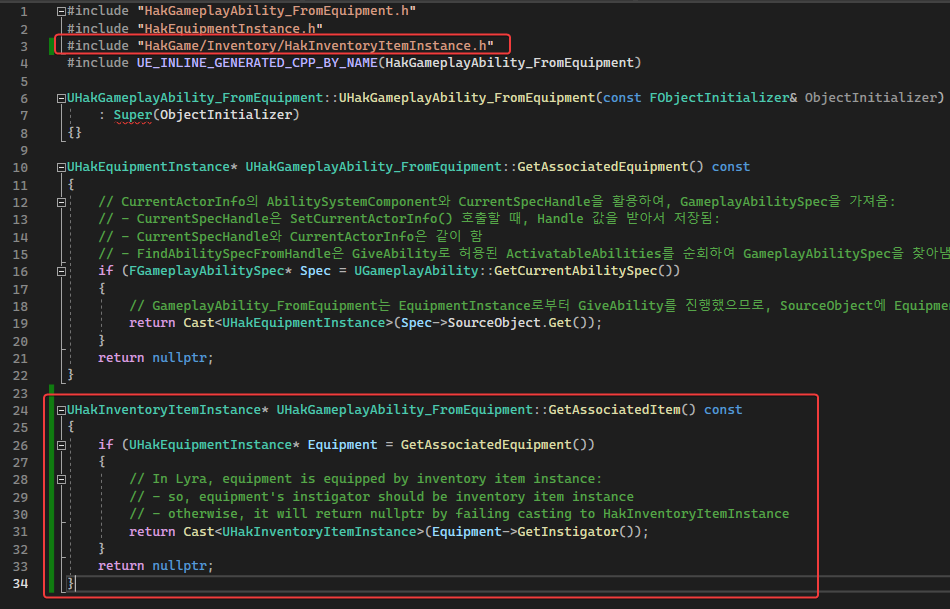 1 #include "HakGameplayAbility_FromEquipment.h"
2 #include "HakEquipmentInstance.h"
3 #include "HakGame/Inventory/HakInventoryItemInstance.h"
4 #include UE_INLINE_GENERATED_CPP_BY_NAME(HakGameplayAbility_FromEquipment)
5
6 UHakGameplayAbility_FromEquipment::UHakGameplayAbility_FromEquipment(const FObjectInitializer& ObjectInitializer)
7 : Super(ObjectInitializer)
8 {}
9
10 UHakEquipmentInstance* UHakGameplayAbility_FromEquipment::GetAssociatedEquipment() const
11 {
12 // CurrentActorInfo의 AbilitySystemComponent와 CurrentSpecHandle을 활용하여, GameplayAbilitySpec을 가져옴:
13 // - CurrentSpecHandle은 SetCurrentActorInfo() 호출할 때, Handle 값을 받아서 저장됨:
14 // - CurrentSpecHandle와 CurrentActorInfo은 같이 함
15 // - FindAbilitySpecFromHandle은 GiveAbility로 허용된 ActivatableAbilities를 순회하여 GameplayAbilitySpec을 찾아냄
16 if (FGameplayAbilitySpec* Spec = UGameplayAbility::GetCurrentAbilitySpec())
17 {
18 // GameplayAbility_FromEquipment는 EquipmentInstance로부터 GiveAbility를 진행했으므로, SourceObject에 Equipmen
19 return Cast<UHakEquipmentInstance>(Spec->SourceObject.Get());
20 }
21 return nullptr;
22 }
23
24 UHakInventoryItemInstance* UHakGameplayAbility_FromEquipment::GetAssociatedItem() const
25 {
26 if (UHakEquipmentInstance* Equipment = GetAssociatedEquipment())
27 {
28 // In Lyra, equipment is equipped by inventory item instance:
29 // - so, equipment's instigator should be inventory item instance
30 // - otherwise, it will return nullptr by failing casting to HakInventoryItemInstance
31 return Cast<UHakInventoryItemInstance>(Equipment->GetInstigator());
32 }
33 return nullptr;
34 }